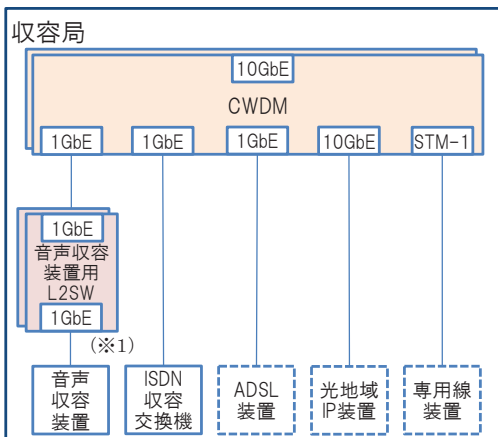 収容局
10GbE
CWDM
1GbE 1GbE 1GbE 10GbE STM-1
1GbE
音声収容
装置用
L2SW
1GbE
(※1)
音声
収容
装置
ISDN
収容
交換機
ADSL
装置
光地域
IP装置
専用線
装置